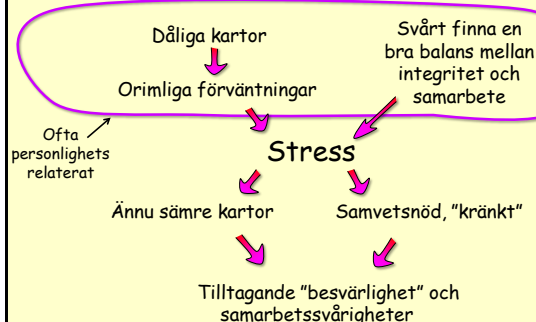 Dåliga kartor
Orimliga förväntningar
Svårt finna en
bra balans mellan
integritet och
samarbete
Ofta
personlighets
relaterat
Stress
Ännu sämre kartor
Samvetsnöd, "kränkt"
Tilltagande "besvärlighet" och
samarbetssvårigheter